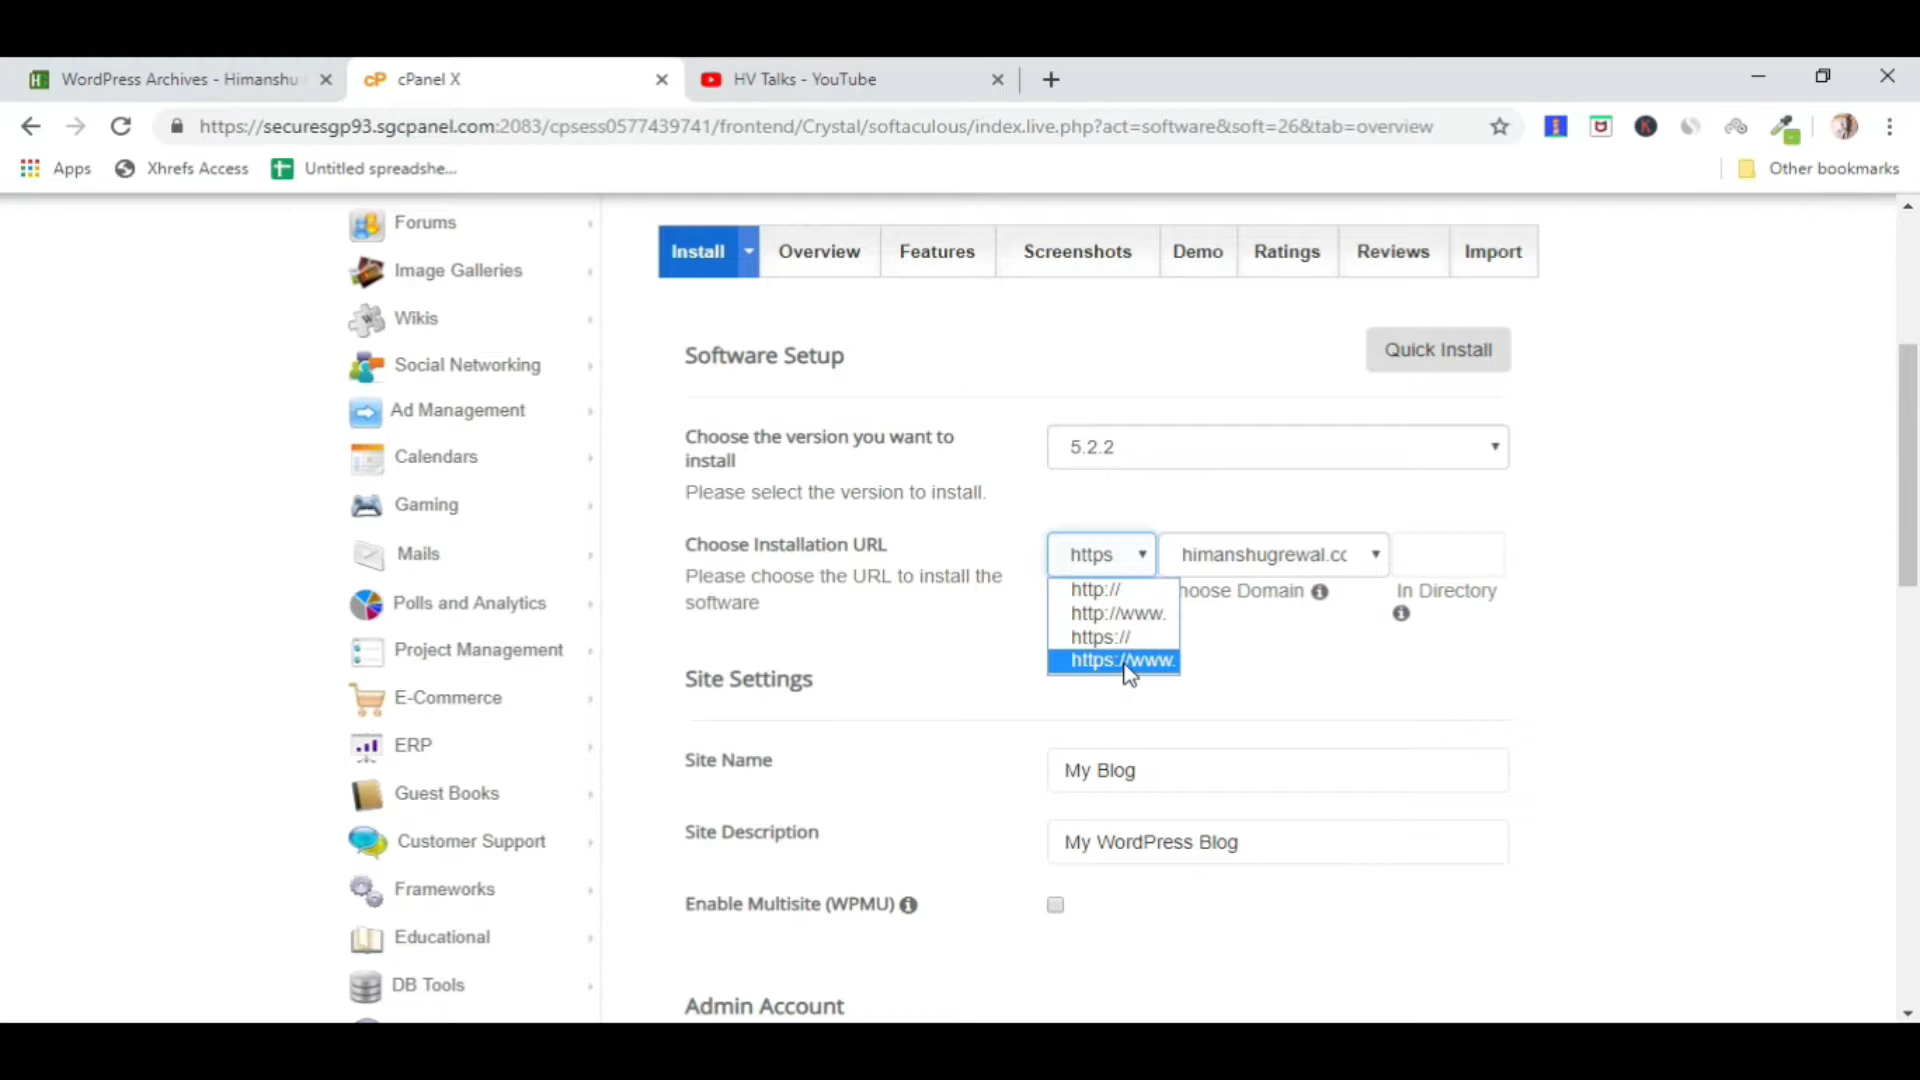 WordPress Archives - Himanshu
cPanel X
HV Talks - YouTube
https://securesgp93.sgcpanel.com:2083/cpsess0577439741/frontend/Crystal/softaculous/index.live.php?act=software&soft=26&tab=overview
Apps
Xhrefs Access
Untitled spreadshe...
Other bookmarks
Forums
Image Galleries
Wikis
Social Networking
Ad Management
Calendars
Gaming
Mails
Polls and Analytics
Project Management
E-Commerce
ERP
Guest Books
Customer Support
Frameworks
Educational
DB Tools
Install
Overview
Features
Screenshots
Demo
Ratings
Reviews
Import
Software Setup
Quick Install
Choose the version you want to
install
Please select the version to install.
5.2.2
Choose Installation URL
Please choose the URL to install the
software
https
himanshugrewal.cc
http://
http://www.
https://
https://www.
hoose Domain
In Directory
Site Settings
Site Name
My Blog
Site Description
My WordPress Blog
Enable Multisite (WPMU)
Admin Account